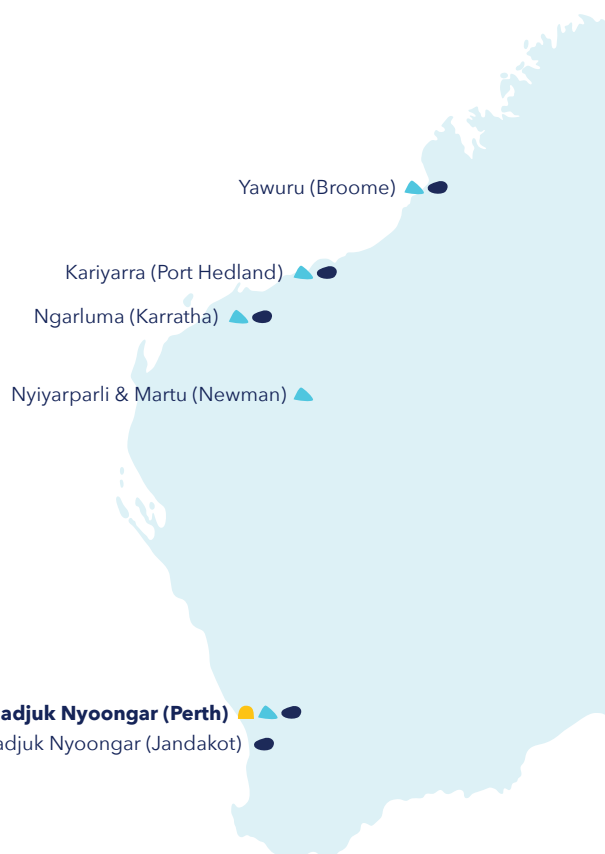 Yawuru (Broome)
Kariyarra (Port Hedland)
Ngarluma (Karratha)
Nyiyarparli & Martu (Newman)
adjuk Nyoongar (Perth)
adjuk Nyoongar (Jandakot)